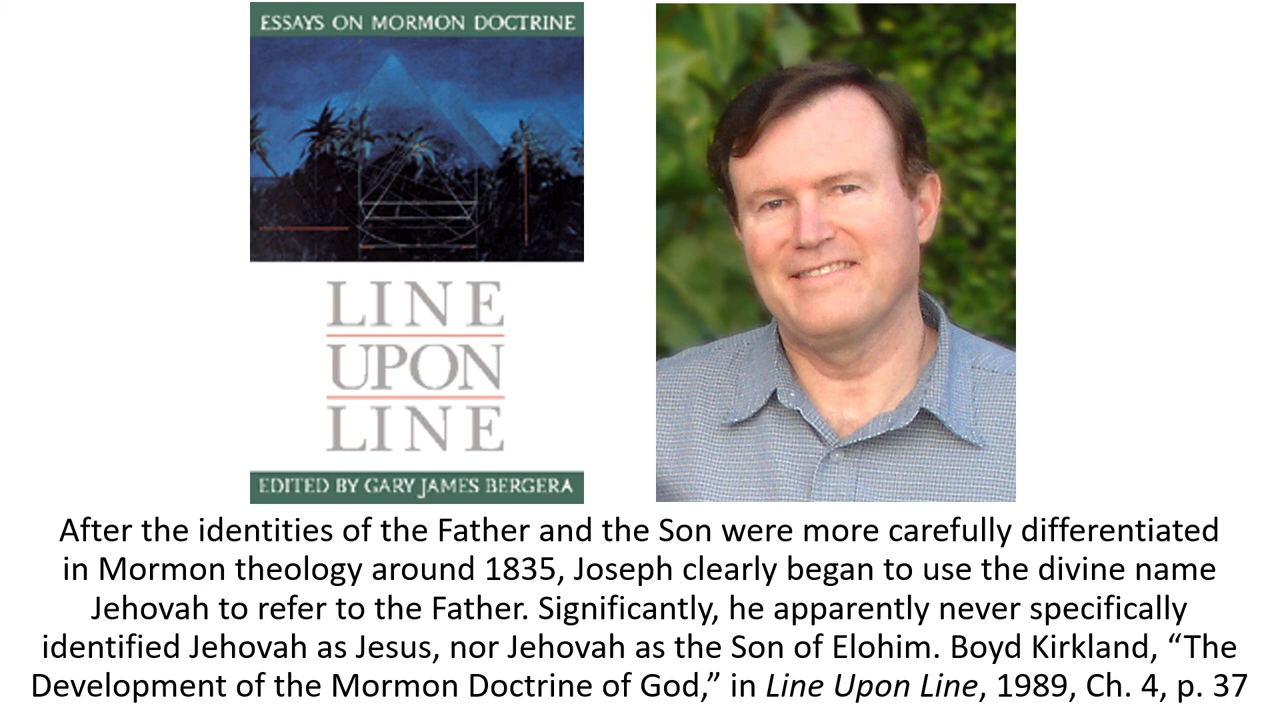 ESSAYS ON MORMON DOCTRINE
LINE
UPON
LINE
EDITED BY GARY JAMES BERGERA
After the identities of the Father and the Son were more carefully differentiated
in Mormon theology around 1835, Joseph clearly began to use the divine name
Jehovah to refer to the Father. Significantly, he apparently never specifically
identified Jehovah as Jesus, nor Jehovah as the Son of Elohim. Boyd Kirkland, “The
Development of the Mormon Doctrine of God,” in Line Upon Line, 1989, Ch. 4, p. 37